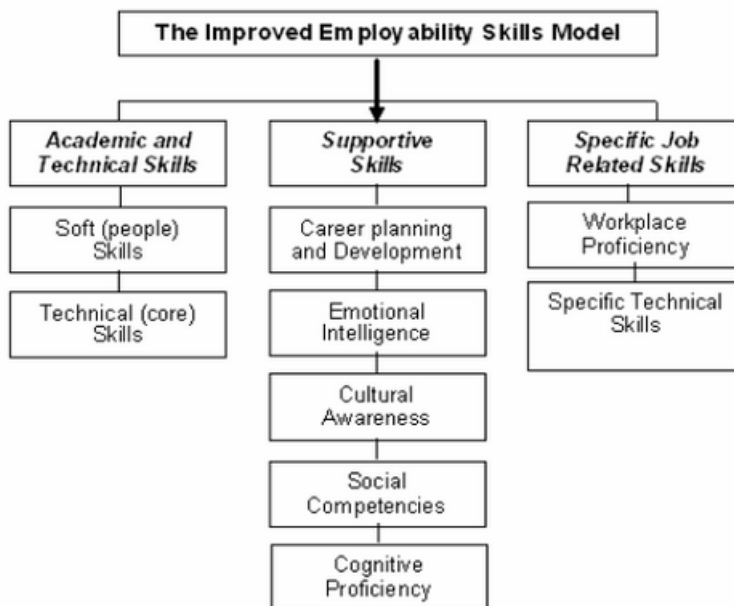 The Improved Employability Skills Model
Academic and
Technical Skills
Soft (people)
Skills
Technical (core)
Skills
Supportive
Skills
Career planning
and Development
Emotional
Intelligence
Cultural
Awareness
Social
Competencies
Cognitive
Proficiency
Specific Job
Related Skills
Workplace
Proficiency
Specific Technical
Skills